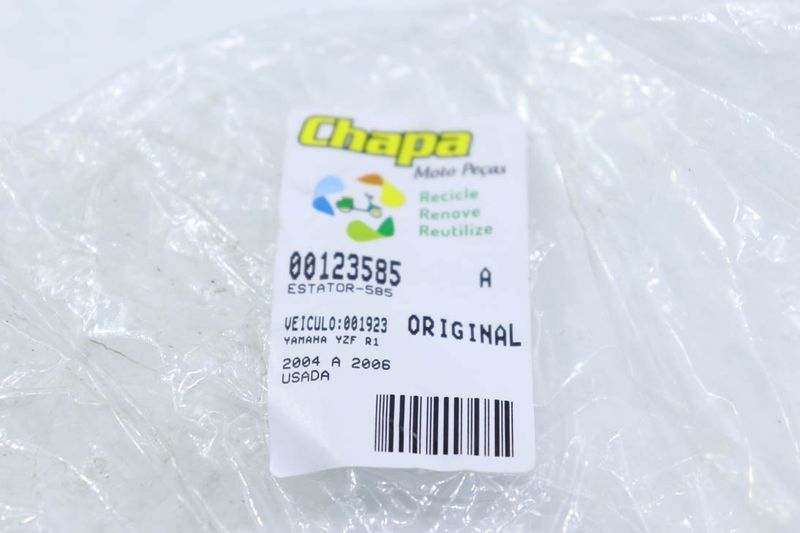 Chapa
Moto Peças
Recicle
Renove
Reutilize
00123585 A
ESTATOR-585
VEICULO:001923 ORIGINAL
YAMAHA YZF R1
2004 A 2006
USADA